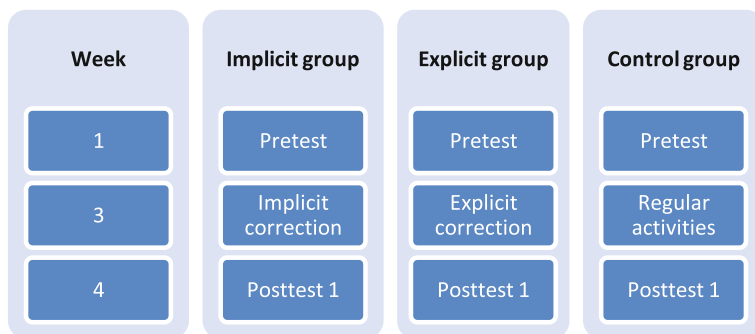 Week Implicit group Explicit group Control group
1 Pretest Pretest Pretest
3 Implicit correction Explicit correction Regular activities
4 Posttest 1 Posttest 1 Posttest 1